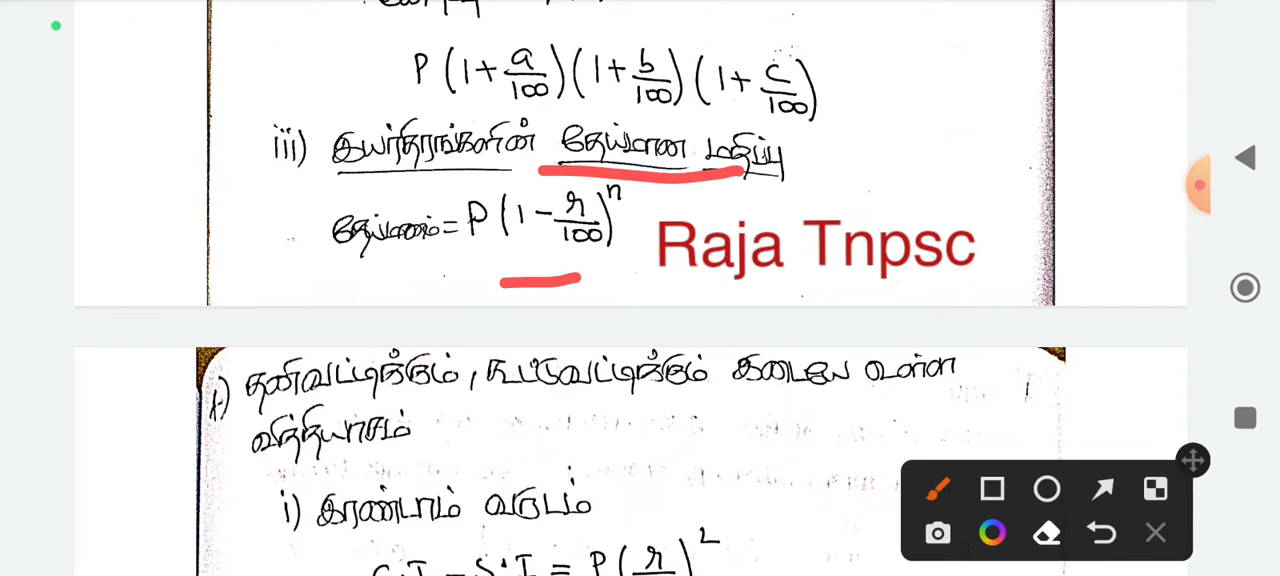 P (1 + a/100) (1 + b/100) (1 + c/100)
iii) இயந்திரங்களின் தேய்மான மதிப்பு
தேய்மானம் = P (1 - r/100)^n
Raja Tnpsc
தனிவட்டிக்கும், கூட்டுவட்டிக்கும் இடையே உள்ள
வித்தியாசம்
i) இரண்டாம் வருடம்
C.I - S.I = P ( r )^2